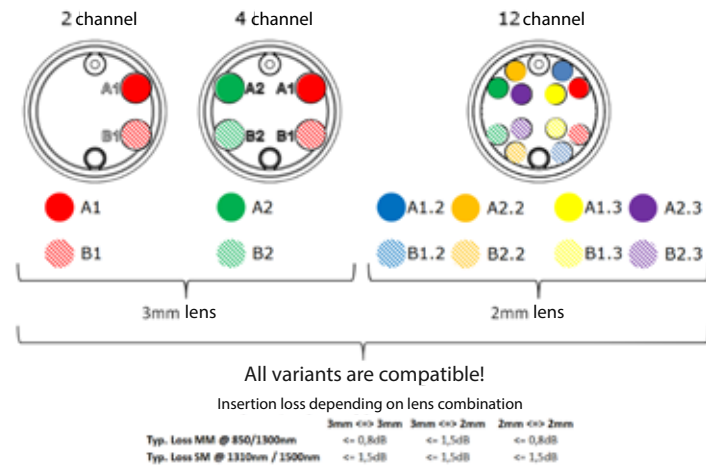 2 channel 4 channel 12 channel
A1 A2 A1
B1 B2 B1
A1 A2 A1.2 A2.2 A1.3 A2.3
B1 B2 B1.2 B2.2 B1.3 B2.3
3mm lens 2mm lens
All variants are compatible!
Insertion loss depending on lens combination
3mm <=> 3mm 3mm <=> 2mm 2mm <=> 2mm
Typ. Loss MM @ 850/1300nm <= 0,8dB <= 1,5dB <= 0,8dB
Typ. Loss SM @ 1310nm / 1500nm <= 1,5dB <= 1,5dB <= 1,5dB